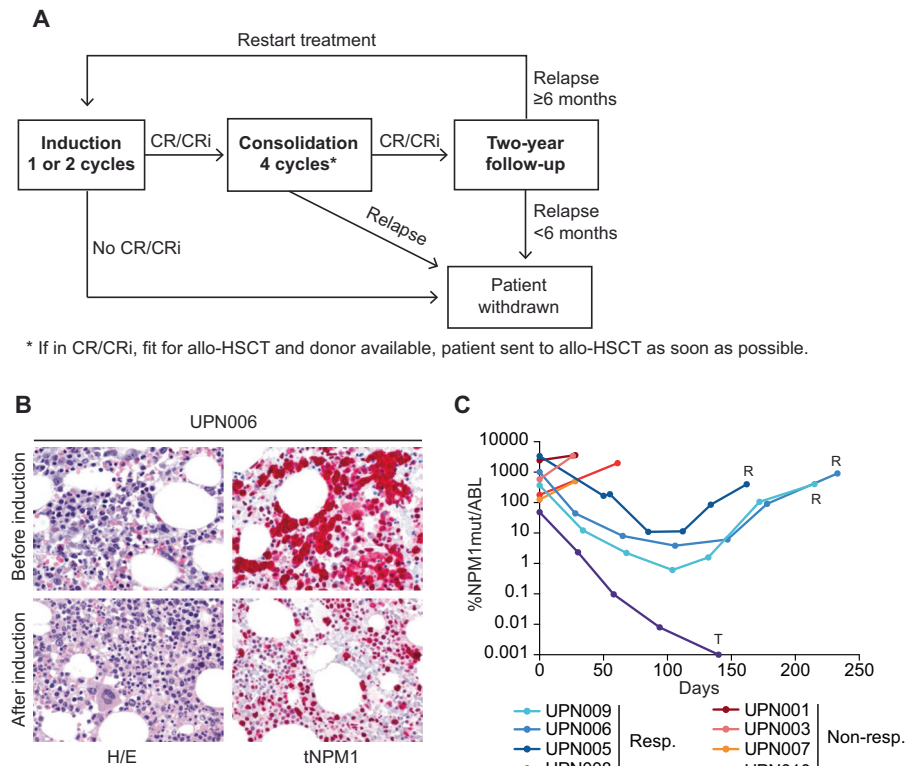 A
Restart treatment
Relapse
≥6 months
Induction
1 or 2 cycles
CR/CRi
Consolidation
4 cycles*
CR/CRi
Two-year
follow-up
No CR/CRi
Relapse
Relapse
<6 months
Patient
withdrawn
* If in CR/CRi, fit for allo-HSCT and donor available, patient sent to allo-HSCT as soon as possible.
B
UPN006
Before induction
After induction
H/E
tNPM1
C
%NPM1mut/ABL
10000
1000
100
10
1
0.1
0.01
0.001
R
R
R
T
0
50
100
150
200
250
Days
UPN009
UPN006
UPN005
Resp.
UPN001
UPN003
UPN007
Non-resp.